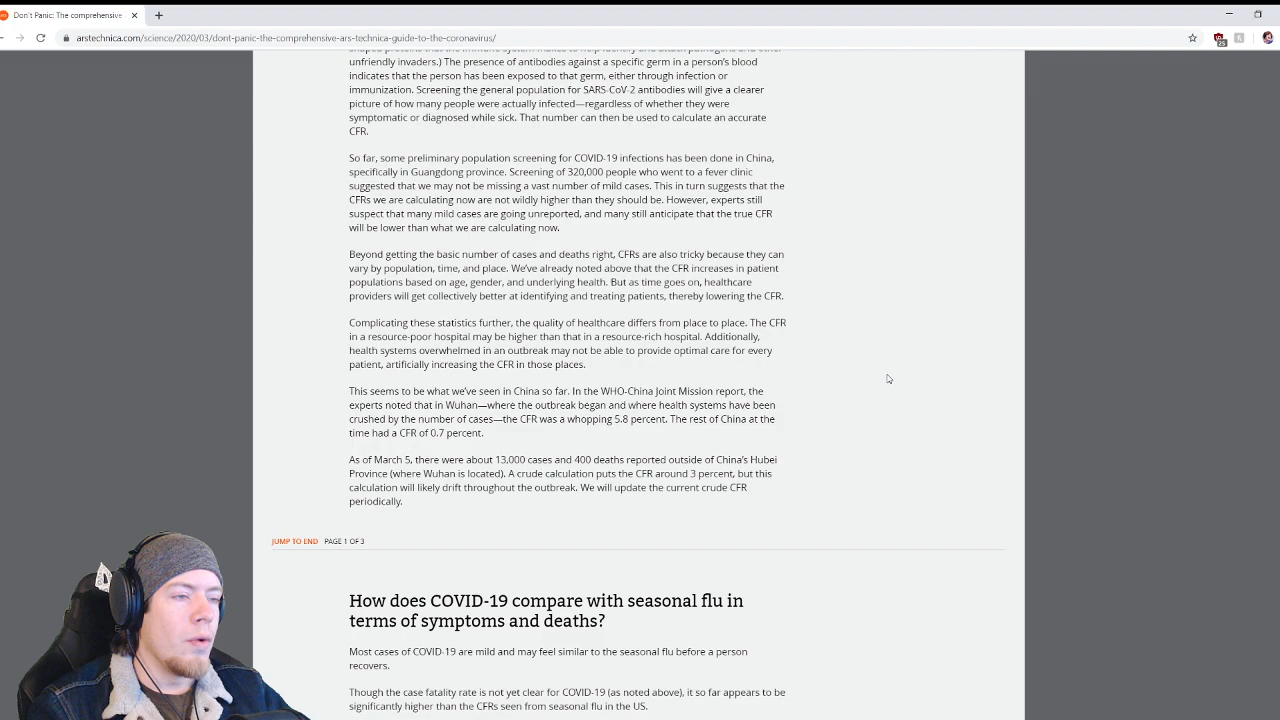 Don't Panic: The comprehensive
arstechnica.com/science/2020/03/dont-panic-the-comprehensive-ars-technica-guide-to-the-coronavirus/
25
shaped proteins that the immune system makes to help identify and attack pathogens and other
unfriendly invaders.) The presence of antibodies against a specific germ in a person's blood
indicates that the person has been exposed to that germ, either through infection or
immunization. Screening the general population for SARS-CoV-2 antibodies will give a clearer
picture of how many people were actually infected—regardless of whether they were
symptomatic or diagnosed while sick. That number can then be used to calculate an accurate
CFR.
So far, some preliminary population screening for COVID-19 infections has been done in China,
specifically in Guangdong province. Screening of 320,000 people who went to a fever clinic
suggested that we may not be missing a vast number of mild cases. This in turn suggests that the
CFRs we are calculating now are not wildly higher than they should be. However, experts still
suspect that many mild cases are going unreported, and many still anticipate that the true CFR
will be lower than what we are calculating now.
Beyond getting the basic number of cases and deaths right, CFRs are also tricky because they can
vary by population, time, and place. We've already noted above that the CFR increases in patient
populations based on age, gender, and underlying health. But as time goes on, healthcare
providers will get collectively better at identifying and treating patients, thereby lowering the CFR.
Complicating these statistics further, the quality of healthcare differs from place to place. The CFR
in a resource-poor hospital may be higher than that in a resource-rich hospital. Additionally,
health systems overwhelmed in an outbreak may not be able to provide optimal care for every
patient, artificially increasing the CFR in those places.
This seems to be what we've seen in China so far. In the WHO-China Joint Mission report, the
experts noted that in Wuhan—where the outbreak began and where health systems have been
crushed by the number of cases—the CFR was a whopping 5.8 percent. The rest of China at the
time had a CFR of 0.7 percent.
As of March 5, there were about 13,000 cases and 400 deaths reported outside of China's Hubei
Province (where Wuhan is located). A crude calculation puts the CFR around 3 percent, but this
calculation will likely drift throughout the outbreak. We will update the current crude CFR
periodically.
JUMP TO END PAGE 1 OF 3
How does COVID-19 compare with seasonal flu in
terms of symptoms and deaths?
Most cases of COVID-19 are mild and may feel similar to the seasonal flu before a person
recovers.
Though the case fatality rate is not yet clear for COVID-19 (as noted above), it so far appears to be
significantly higher than the CFRs seen from seasonal flu in the US.